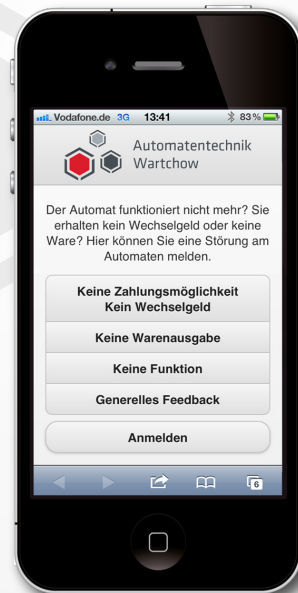 Vodafone.de 3G 13:41 83 %
Automatentechnik
Wartchow
Der Automat funktioniert nicht mehr? Sie
erhalten kein Wechselgeld oder keine
Ware? Hier können Sie eine Störung am
Automaten melden.
Keine Zahlungsmöglichkeit
Kein Wechselgeld
Keine Warenausgabe
Keine Funktion
Generelles Feedback
Anmelden
6